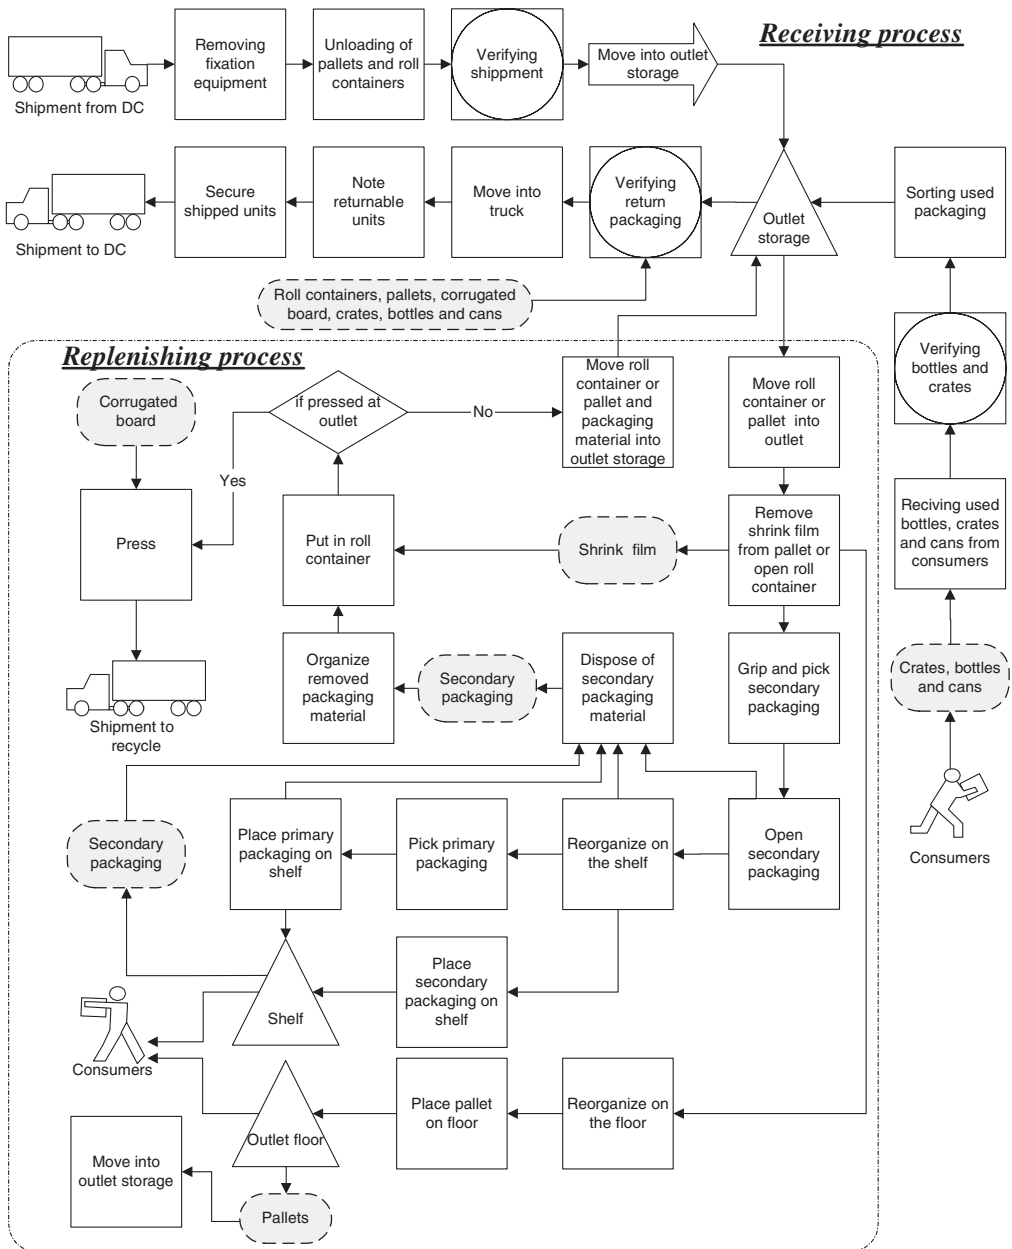 Receiving process
Removing
fixation
equipment
Unloading of
pallets and roll
containers
Verifying
shippment
Move into outlet
storage
Shipment from DC
Secure
shipped units
Note
returnable
units
Move into
truck
Verifying
return
packaging
Outlet
storage
Sorting used
packaging
Shipment to DC
Roll containers, pallets, corrugated
board, crates, bottles and cans
Verifying
bottles and
crates
Replenishing process
Corrugated
board
if pressed at
outlet
No
Yes
Move roll
container or
pallet and
packaging
material into
outlet storage
Move roll
container or
pallet into
outlet
Reciving used
bottles, crates
and cans from
consumers
Press
Put in roll
container
Shrink film
Remove
shrink film
from pallet or
open roll
container
Organize
removed
packaging
material
Secondary
packaging
Dispose of
secondary
packaging
material
Grip and pick
secondary
packaging
Crates, bottles
and cans
Shipment to
recycle
Secondary
packaging
Place primary
packaging on
shelf
Pick primary
packaging
Reorganize on
the shelf
Open
secondary
packaging
Consumers
Shelf
Place
secondary
packaging on
shelf
Consumers
Outlet floor
Place pallet
on floor
Reorganize on
the floor
Move into
outlet storage
Pallets